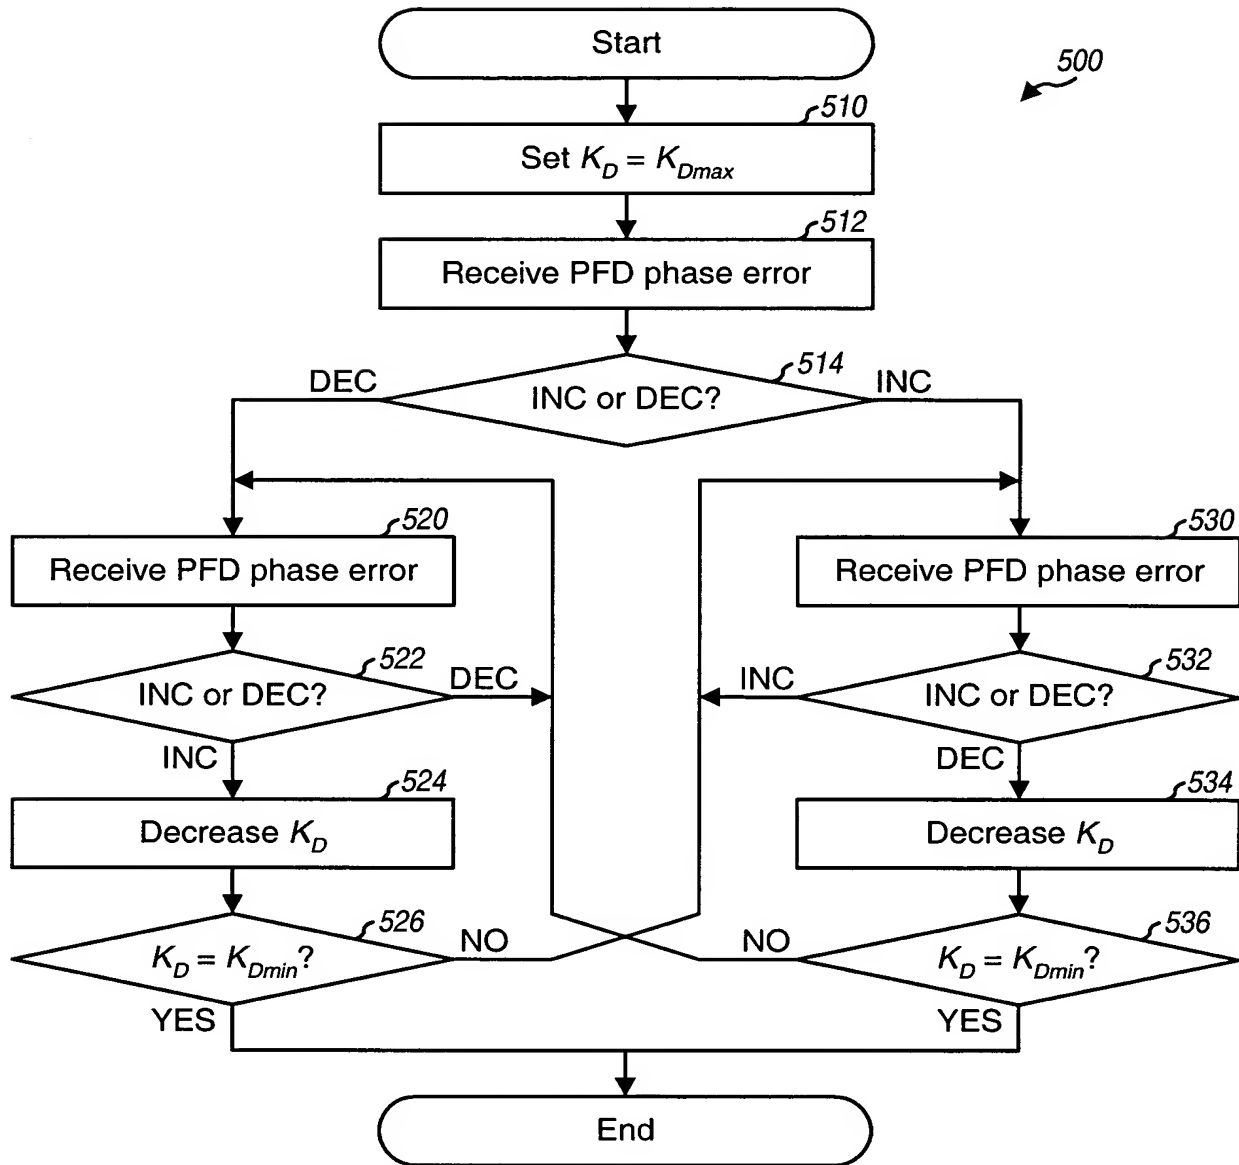 Start
500
510
Set K_D = K_Dmax
512
Receive PFD phase error
514
DEC
INC
INC or DEC?
520
Receive PFD phase error
530
Receive PFD phase error
522
INC or DEC?
DEC
INC
532
INC
INC or DEC?
DEC
524
Decrease K_D
534
Decrease K_D
526
K_D = K_Dmin?
NO
YES
536
NO
K_D = K_Dmin?
YES
End